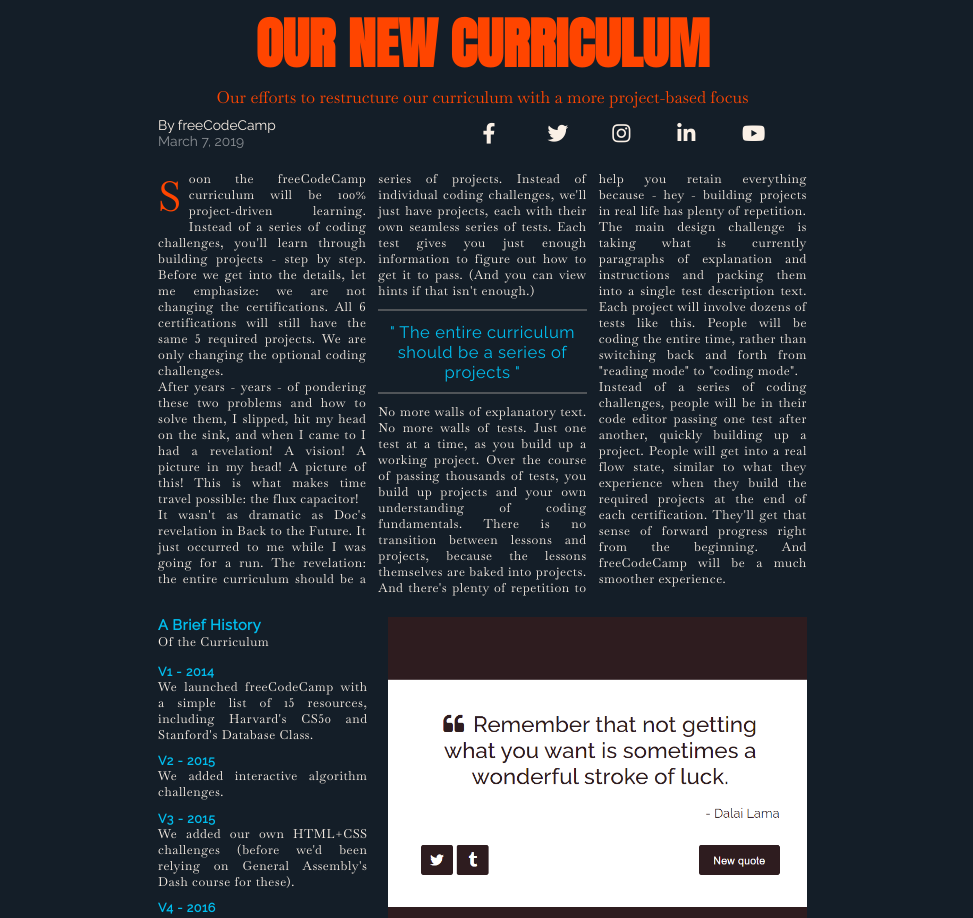 OUR NEW CURRICULUM
Our efforts to restructure our curriculum with a more project-based focus
By freeCodeCamp
March 7, 2019
Soon the freeCodeCamp
curriculum will be 100%
project-driven learning.
Instead of a series of coding
challenges, you'll learn through
building projects - step by step.
Before we get into the details, let
me emphasize: we are not
changing the certifications. All 6
certifications will still have the
same 5 required projects. We are
only changing the optional coding
challenges.
After years - years - of pondering
these two problems and how to
solve them, I slipped, hit my head
on the sink, and when I came to I
had a revelation! A vision! A
picture in my head! A picture of
this! This is what makes time
travel possible: the flux capacitor!
It wasn't as dramatic as Doc's
revelation in Back to the Future. It
just occurred to me while I was
going for a run. The revelation:
the entire curriculum should be a
series of projects. Instead of
individual coding challenges, we'll
just have projects, each with their
own seamless series of tests. Each
test gives you just enough
information to figure out how to
get it to pass. (And you can view
hints if that isn't enough.)
" The entire curriculum
should be a series of
projects "
No more walls of explanatory text.
No more walls of tests. Just one
test at a time, as you build up a
working project. Over the course
of passing thousands of tests, you
build up projects and your own
understanding of coding
fundamentals. There is no
transition between lessons and
projects, because the lessons
themselves are baked into projects.
And there's plenty of repetition to
help you retain everything
because - hey - building projects
in real life has plenty of repetition.
The main design challenge is
taking what is currently
paragraphs of explanation and
instructions and packing them
into a single test description text.
Each project will involve dozens of
tests like this. People will be
coding the entire time, rather than
switching back and forth from
"reading mode" to "coding mode".
Instead of a series of coding
challenges, people will be in their
code editor passing one test after
another, quickly building up a
project. People will get into a real
flow state, similar to what they
experience when they build the
required projects at the end of
each certification. They'll get that
sense of forward progress right
from the beginning. And
freeCodeCamp will be a much
smoother experience.
A Brief History
Of the Curriculum
V1 - 2014
We launched freeCodeCamp with
a simple list of 15 resources,
including Harvard's CS50 and
Stanford's Database Class.
V2 - 2015
We added interactive algorithm
challenges.
V3 - 2015
We added our own HTML+CSS
challenges (before we'd been
relying on General Assembly's
Dash course for these).
V4 - 2016
“ Remember that not getting
what you want is sometimes a
wonderful stroke of luck.
- Dalai Lama
New quote